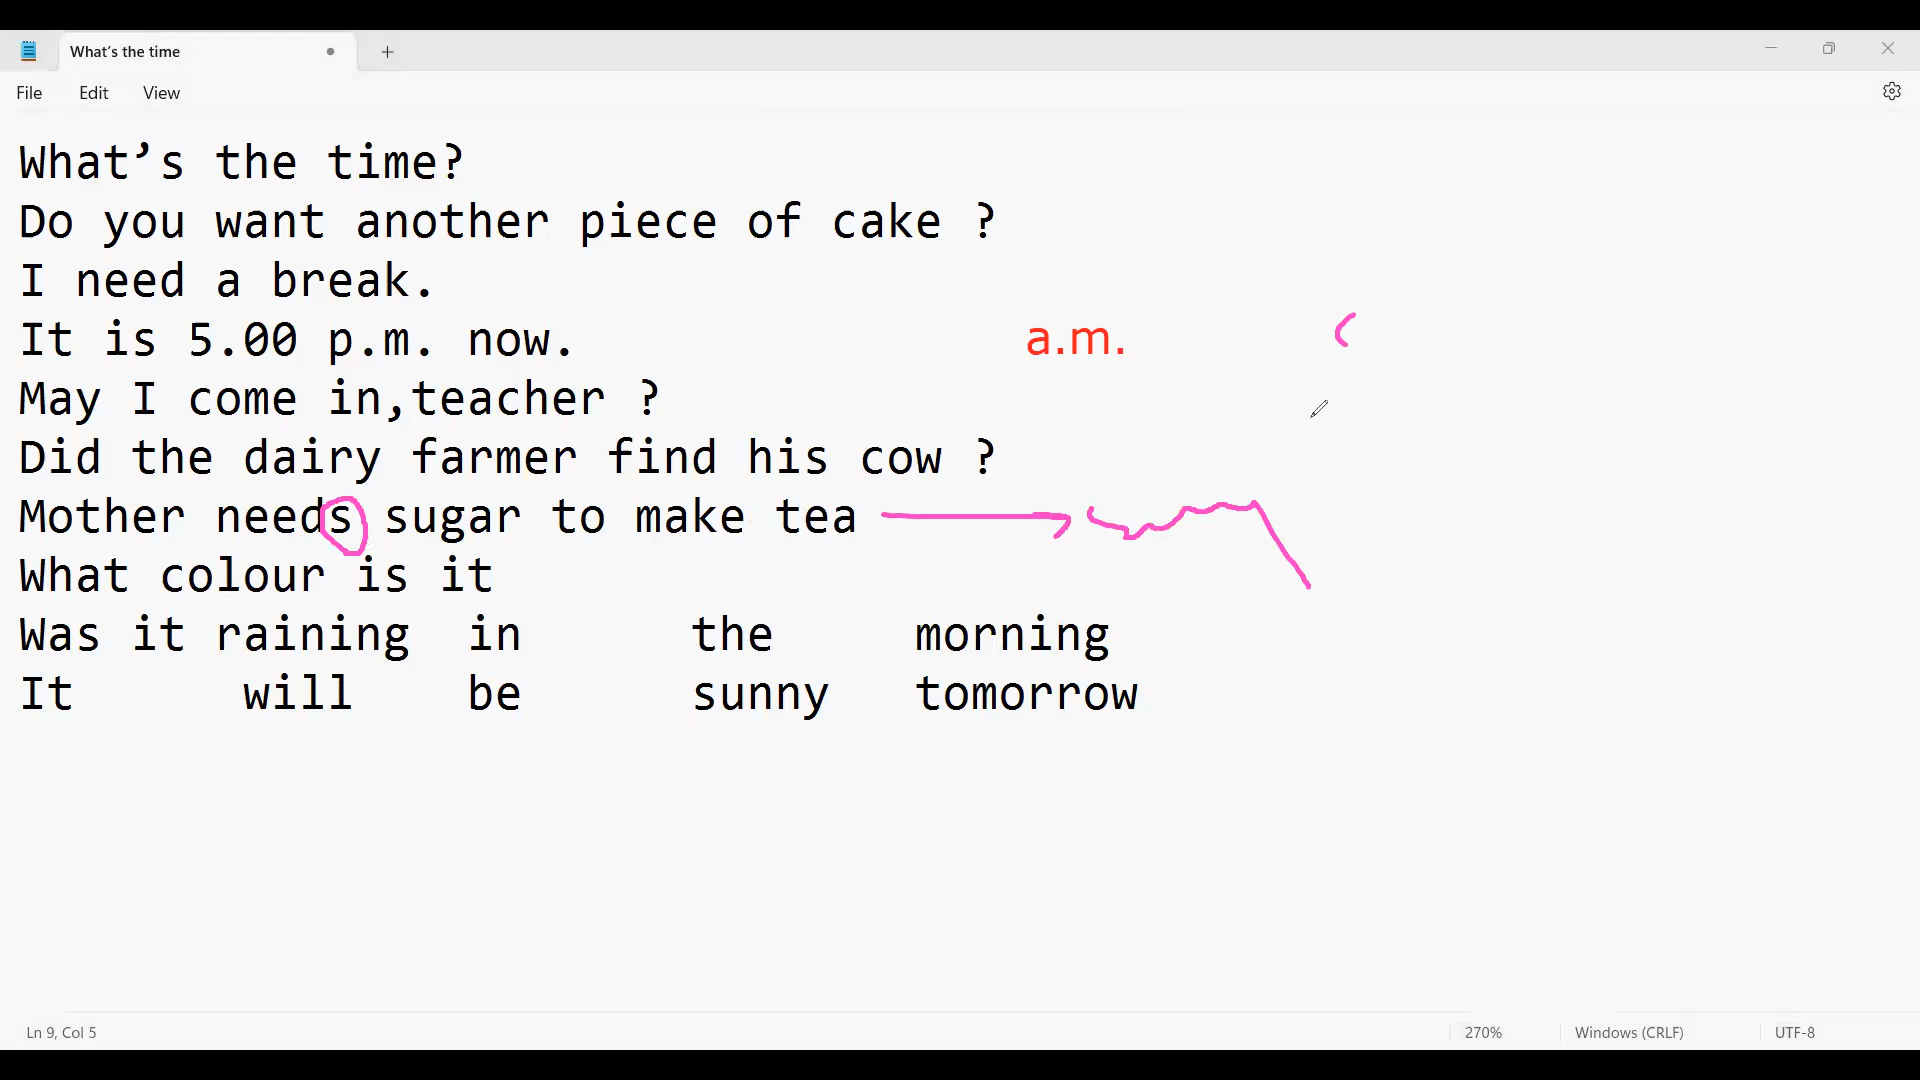 What's the time
File Edit View
What’s the time?
Do you want another piece of cake ?
I need a break.
It is 5.00 p.m. now. a.m.
May I come in,teacher ?
Did the dairy farmer find his cow ?
Mother needs sugar to make tea
What colour is it
Was it raining in the morning
It will be sunny tomorrow
Ln 9, Col 5 270% Windows (CRLF) UTF-8